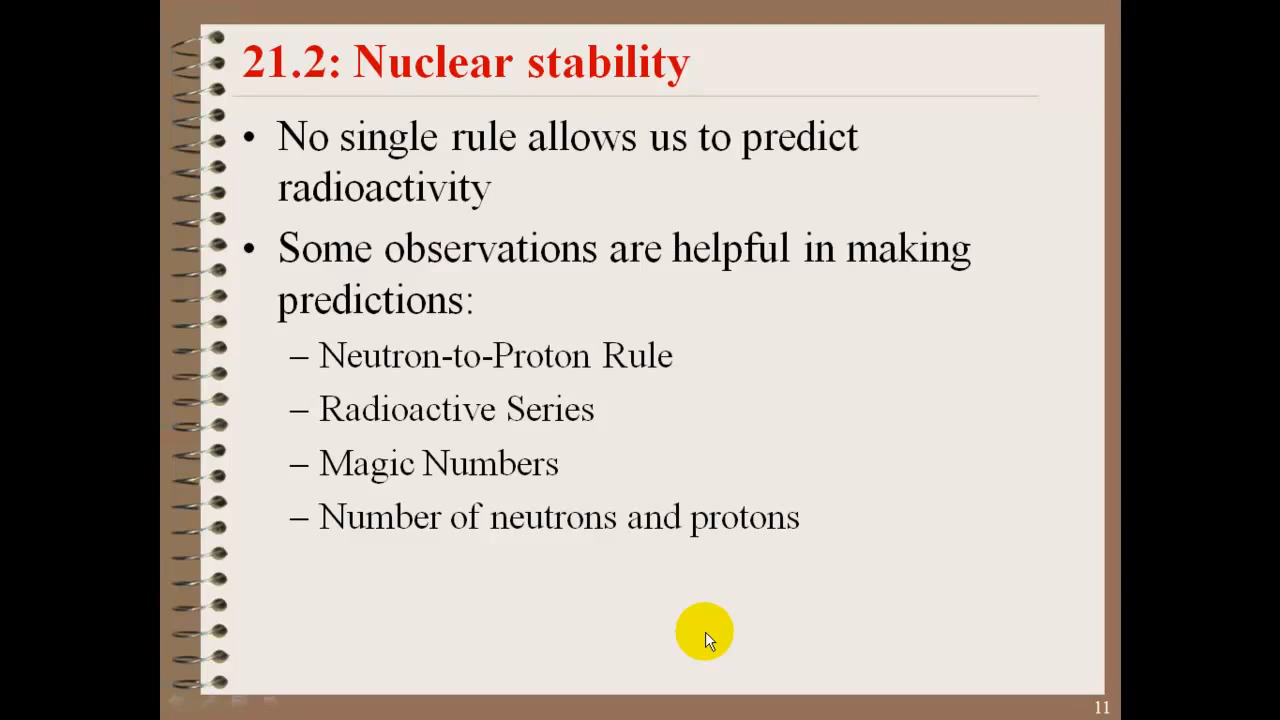 21.2: Nuclear stability
• No single rule allows us to predict
radioactivity
• Some observations are helpful in making
predictions:
– Neutron-to-Proton Rule
– Radioactive Series
– Magic Numbers
– Number of neutrons and protons
11